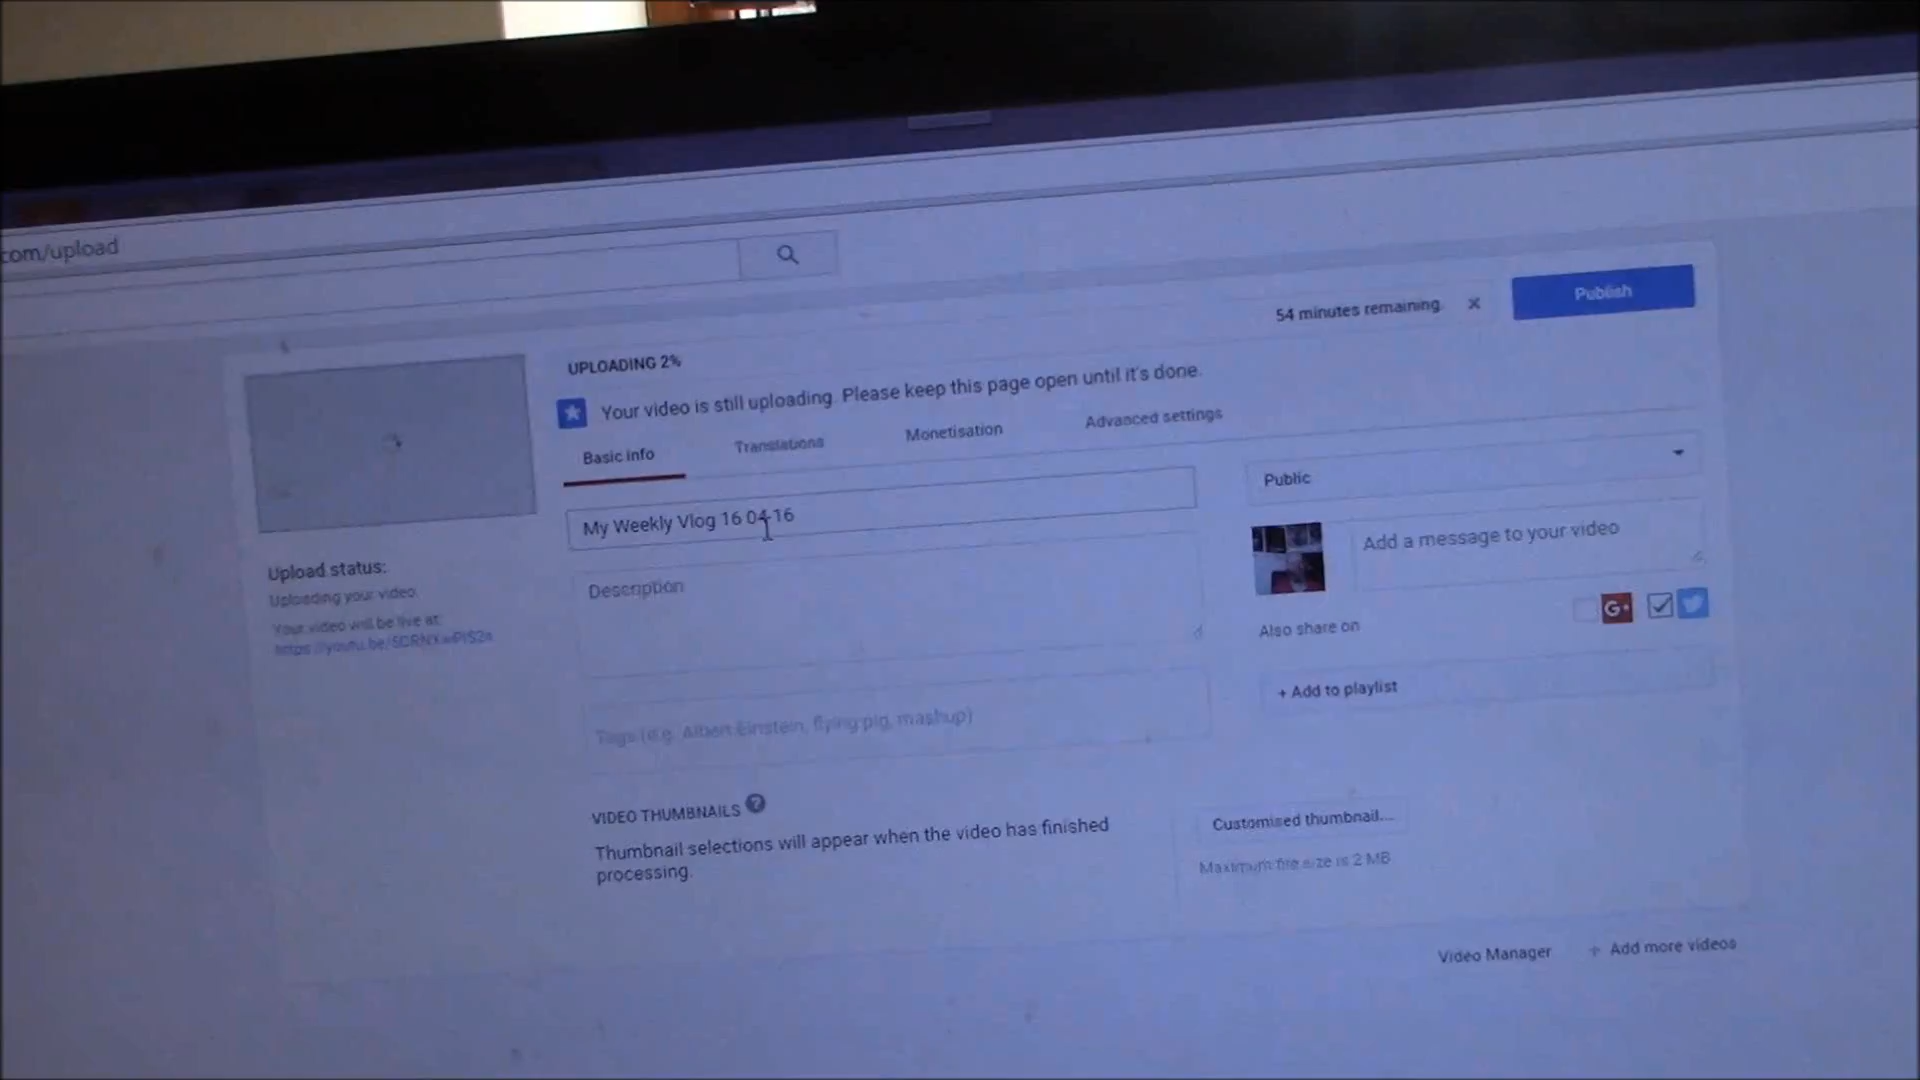 com/upload
54 minutes remaining.
Publish
UPLOADING 2%
Your video is still uploading. Please keep this page open until it's done.
Basic info
Translations
Monetisation
Advanced settings
My Weekly Vlog 16 04 16
Public
Description
Add a message to your video
Also share on
G+
Upload status:
Uploading your video.
Your video will be live at:
+ Add to playlist
Tags (e.g. Albert Einstein, flying pig, mashup)
VIDEO THUMBNAILS ?
Thumbnail selections will appear when the video has finished
processing.
Customised thumbnail...
Maximum file size is 2 MB
Video Manager
+ Add more videos